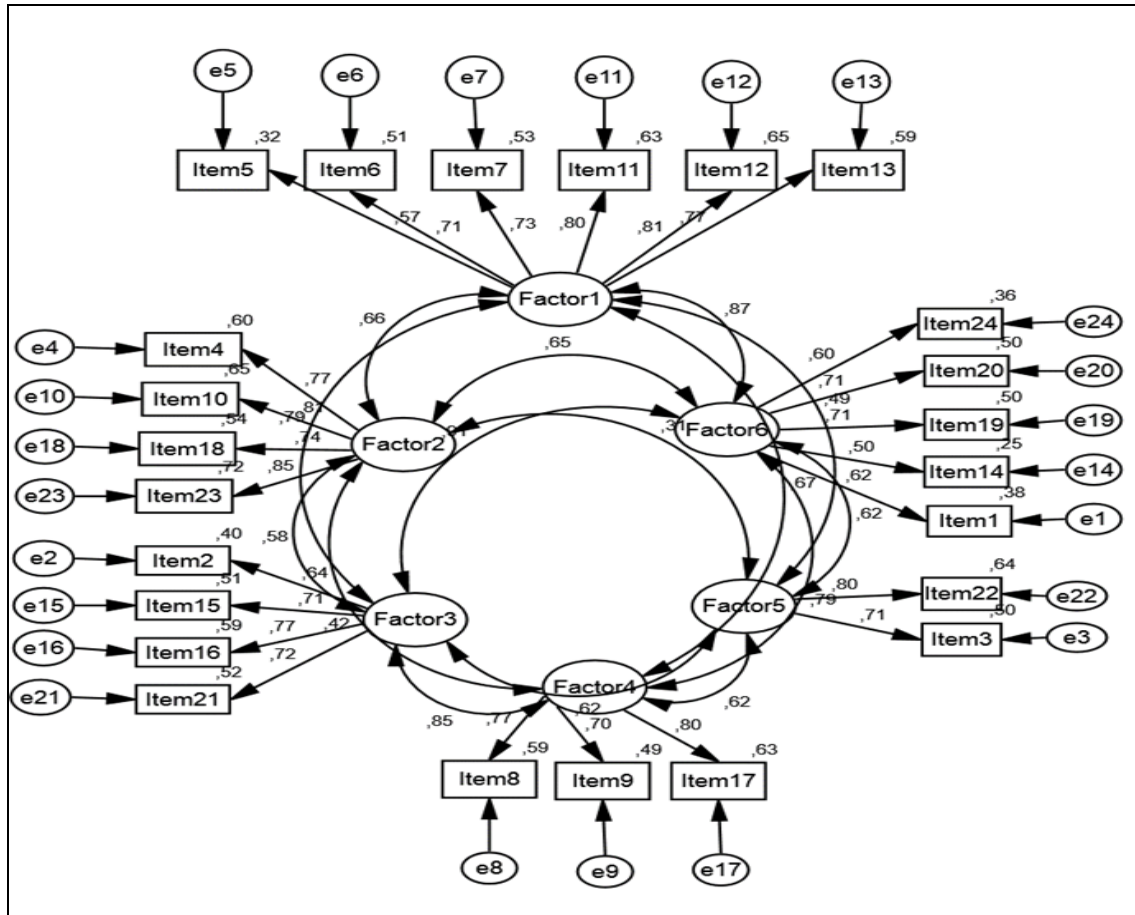 e5 e6 e7 e11 e12 e13
,32 ,51 ,53 ,63 ,65 ,59
Item5 Item6 Item7 Item11 Item12 Item13
,57 ,71 ,73 ,80 ,81 ,77
Factor1
,66 ,87
,65
e4 Item4 ,60
e10 Item10 ,65
e18 Item18 ,54
e23 Item23 ,72
,77 ,79 ,74 ,85
Factor2
Factor6
,60 ,71 ,71 ,50 ,62
,36 Item24 e24
,50 Item20 e20
,50 Item19 e19
,25 Item14 e14
,38 Item1 e1
,49
,67
,62
,58
e2 Item2 ,40
e15 Item15 ,51
e16 Item16 ,59
e21 Item21 ,52
,64 ,71 ,77 ,72
,42
Factor3
Factor5
,80 ,71
,64 Item22 e22
,50 Item3 e3
,79
Factor4
,85 ,62 ,62
,77 ,70 ,80
,59 ,49 ,63
Item8 Item9 Item17
e8 e9 e17